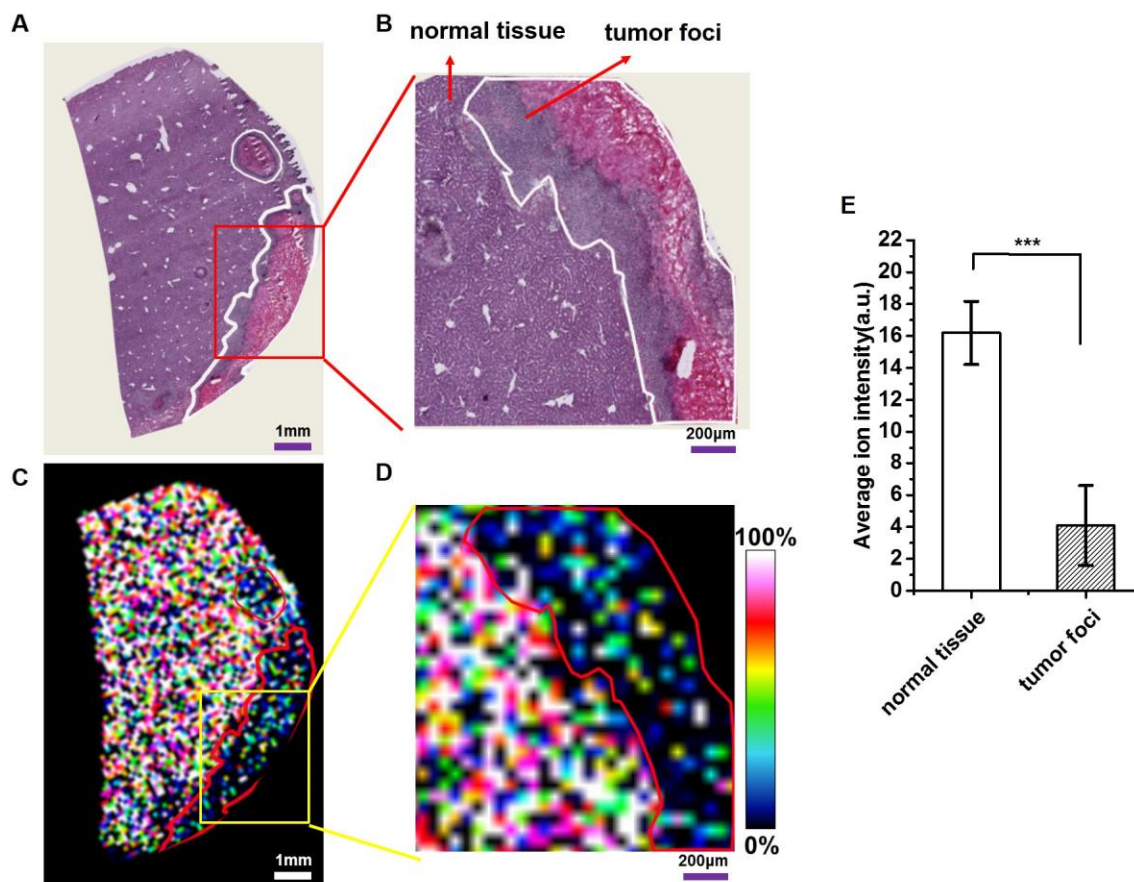 A
B
normal tissue
tumor foci
1mm
200μm
C
D
100%
0%
1mm
200μm
E
Average ion intensity(a.u.)
22
20
18
16
14
12
10
8
6
4
2
0
***
normal tissue
tumor foci